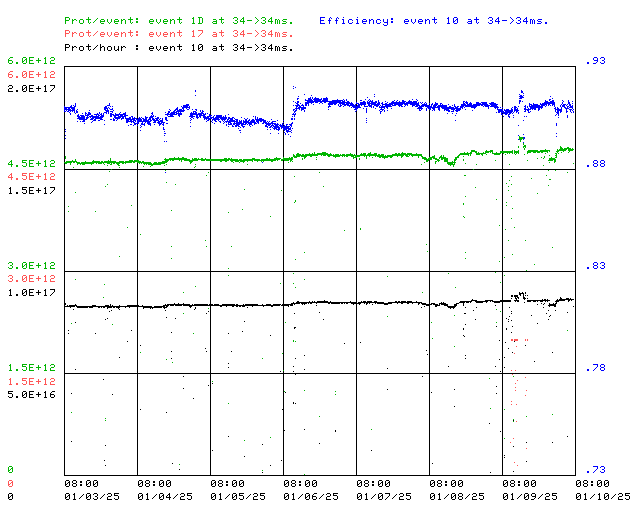 Prot/event: event 1D at 34->34ms. Efficiency: event 10 at 34->34ms.
Prot/event: event 17 at 34->34ms.
Prot/hour : event 10 at 34->34ms.
6.0E+12 .93
6.0E+12
2.0E+17
4.5E+12 .88
4.5E+12
1.5E+17
3.0E+12 .83
3.0E+12
1.0E+17
1.5E+12 .78
1.5E+12
5.0E+16
0 .73
0 08:00 08:00 08:00 08:00 08:00 08:00 08:00 08:00
0 01/03/25 01/04/25 01/05/25 01/06/25 01/07/25 01/08/25 01/09/25 01/10/25